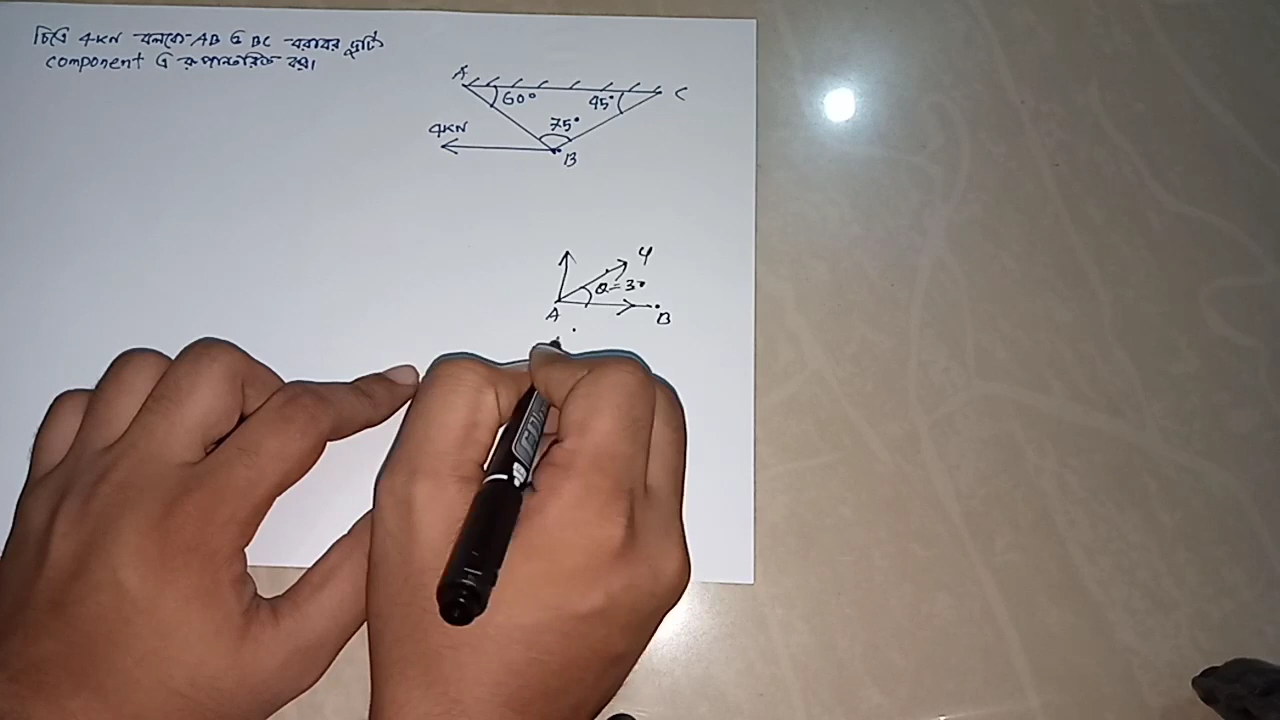 চিত্রে 4KN বলকে AB ও BC বরাবর দুটি
component এ রূপান্তরিত কর।
A
60°
45°
C
75°
4KN
B
4
θ=30
A
B